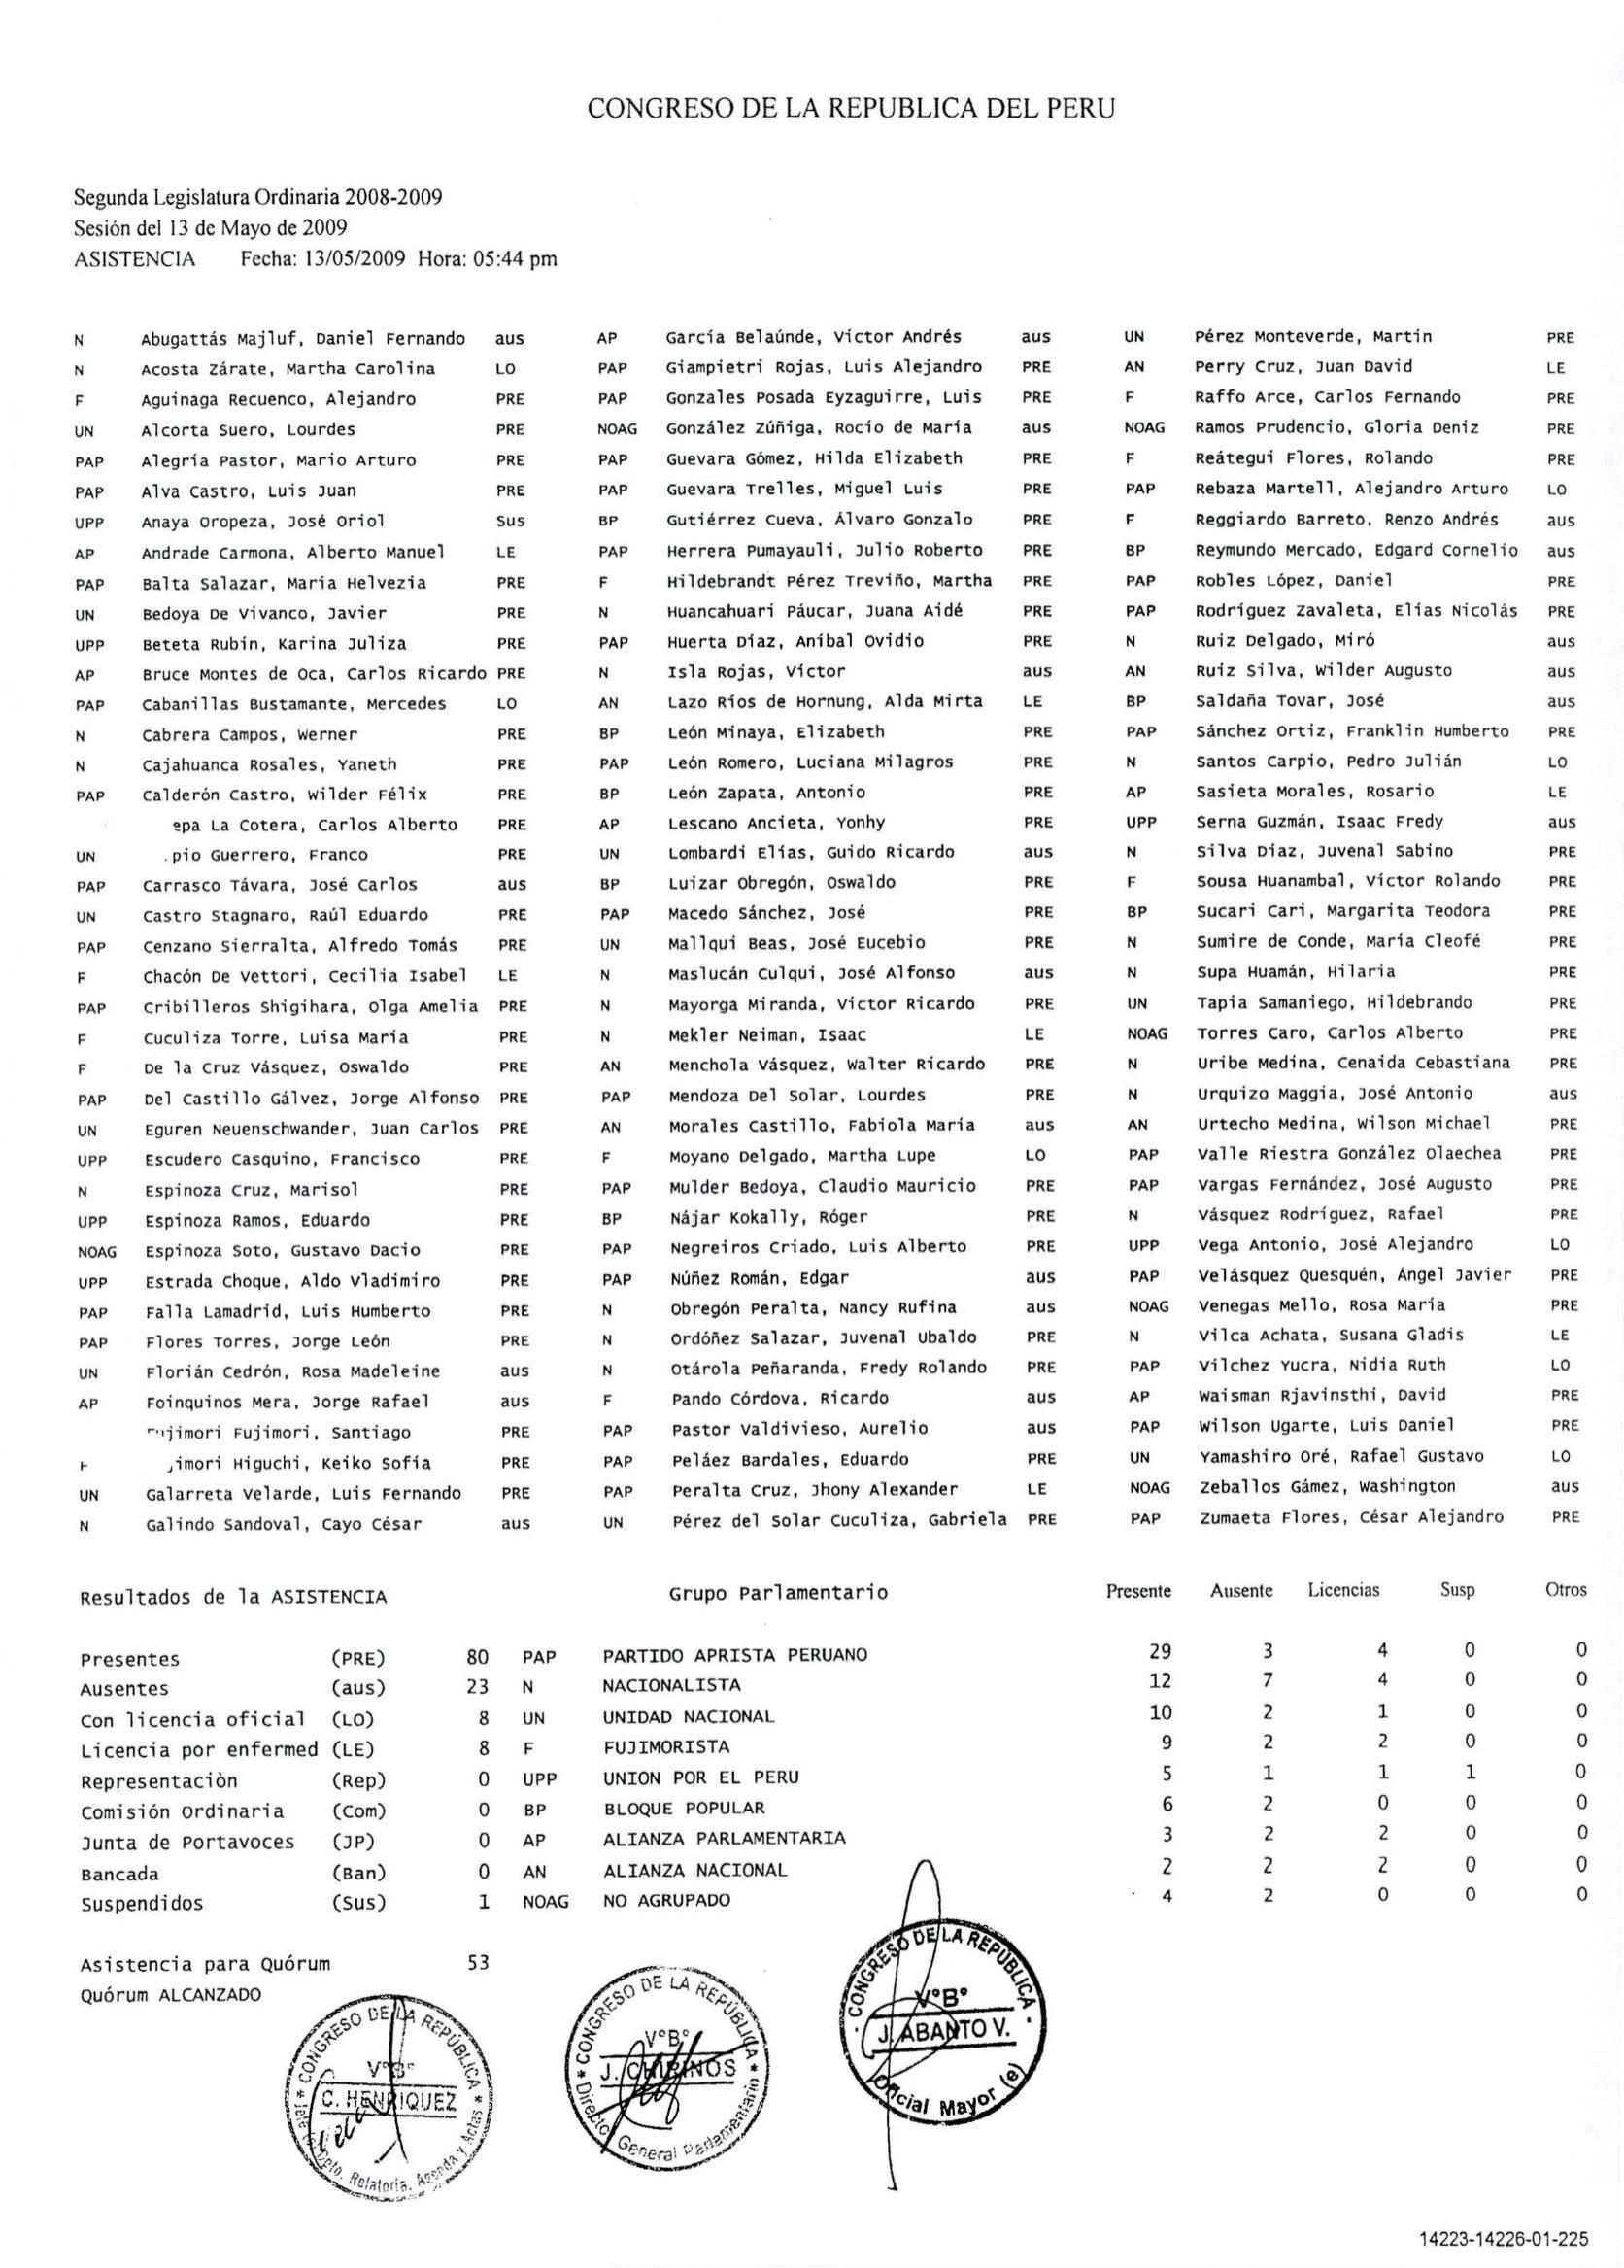 CONGRESO DE LA REPUBLICA DEL PERU
Segunda Legislatura Ordinaria 2008-2009
Sesión del 13 de Mayo de 2009
ASISTENCIA Fecha: 13/05/2009 Hora: 05:44 pm
N Abugattás Majluf, Daniel Fernando aus AP García Belaúnde, Víctor Andrés aus UN Pérez Monteverde, Martín PRE
N Acosta Zárate, Martha Carolina LO PAP Giampietri Rojas, Luis Alejandro PRE AN Perry Cruz, Juan David LE
F Aguinaga Recuenco, Alejandro PRE PAP Gonzales Posada Eyzaguirre, Luis PRE F Raffo Arce, Carlos Fernando PRE
UN Alcorta Suero, Lourdes PRE NOAG González Zúñiga, Rocío de María aus NOAG Ramos Prudencio, Gloria Deniz PRE
PAP Alegría Pastor, Mario Arturo PRE PAP Guevara Gómez, Hilda Elizabeth PRE F Reátegui Flores, Rolando PRE
PAP Alva Castro, Luis Juan PRE PAP Guevara Trelles, Miguel Luis PRE PAP Rebaza Martell, Alejandro Arturo LO
UPP Anaya Oropeza, José Oriol Sus BP Gutiérrez Cueva, Álvaro Gonzalo PRE F Reggiardo Barreto, Renzo Andrés aus
AP Andrade Carmona, Alberto Manuel LE PAP Herrera Pumayauli, Julio Roberto PRE BP Reymundo Mercado, Edgard Cornelio aus
PAP Balta Salazar, María Helvezia PRE F Hildebrandt Pérez Treviño, Martha PRE PAP Robles López, Daniel PRE
UN Bedoya De Vivanco, Javier PRE N Huancahuari Páucar, Juana Aidé PRE PAP Rodríguez Zavaleta, Elías Nicolás PRE
UPP Beteta Rubín, Karina Juliza PRE PAP Huerta Díaz, Aníbal Ovidio PRE N Ruiz Delgado, Miró aus
AP Bruce Montes de Oca, Carlos Ricardo PRE N Isla Rojas, Víctor aus AN Ruiz Silva, Wilder Augusto aus
PAP Cabanillas Bustamante, Mercedes LO AN Lazo Ríos de Hornung, Alda Mirta LE BP Saldaña Tovar, José aus
N Cabrera Campos, Werner PRE BP León Minaya, Elizabeth PRE PAP Sánchez Ortiz, Franklin Humberto PRE
N Cajahuanca Rosales, Yaneth PRE PAP León Romero, Luciana Milagros PRE N Santos Carpio, Pedro Julián LO
PAP Calderón Castro, Wilder Félix PRE BP León Zapata, Antonio PRE AP Sasieta Morales, Rosario LE
epa La Cotera, Carlos Alberto PRE AP Lescano Ancieta, Yonhy PRE UPP Serna Guzmán, Isaac Fredy aus
UN pio Guerrero, Franco PRE UN Lombardi Elías, Guido Ricardo aus N Silva Díaz, Juvenal Sabino PRE
PAP Carrasco Távara, José Carlos aus BP Luizar Obregón, Oswaldo PRE F Sousa Huanambal, Víctor Rolando PRE
UN Castro Stagnaro, Raúl Eduardo PRE PAP Macedo Sánchez, José PRE BP Sucari Cari, Margarita Teodora PRE
PAP Cenzano Sierralta, Alfredo Tomás PRE UN Mallqui Beas, José Eucebio PRE N Sumire de Conde, María Cleofé PRE
F Chacón De Vettori, Cecilia Isabel LE N Maslucán Culqui, José Alfonso aus N Supa Huamán, Hilaria PRE
PAP Cribilleros Shigihara, Olga Amelia PRE N Mayorga Miranda, Víctor Ricardo PRE UN Tapia Samaniego, Hildebrando PRE
F Cuculiza Torre, Luisa María PRE N Mekler Neiman, Isaac LE NOAG Torres Caro, Carlos Alberto PRE
F De la Cruz Vásquez, Oswaldo PRE AN Menchola Vásquez, Walter Ricardo PRE N Uribe Medina, Cenaida Cebastiana PRE
PAP Del Castillo Gálvez, Jorge Alfonso PRE PAP Mendoza Del Solar, Lourdes PRE N Urquizo Maggia, José Antonio aus
UN Eguren Neuenschwander, Juan Carlos PRE AN Morales Castillo, Fabiola María aus AN Urtecho Medina, Wilson Michael PRE
UPP Escudero Casquino, Francisco PRE F Moyano Delgado, Martha Lupe LO PAP Valle Riestra González Olaechea PRE
N Espinoza Cruz, Marisol PRE PAP Mulder Bedoya, Claudio Mauricio PRE PAP Vargas Fernández, José Augusto PRE
UPP Espinoza Ramos, Eduardo PRE BP Nájar Kokally, Róger PRE N Vásquez Rodríguez, Rafael PRE
NOAG Espinoza Soto, Gustavo Dacio PRE PAP Negreiros Criado, Luis Alberto PRE UPP Vega Antonio, José Alejandro LO
UPP Estrada Choque, Aldo Vladimiro PRE PAP Núñez Román, Edgar aus PAP Velásquez Quesquén, Ángel Javier PRE
PAP Falla Lamadrid, Luis Humberto PRE N Obregón Peralta, Nancy Rufina aus NOAG Venegas Mello, Rosa María PRE
PAP Flores Torres, Jorge León PRE N Ordóñez Salazar, Juvenal Ubaldo PRE N Vilca Achata, Susana Gladis LE
UN Florián Cedrón, Rosa Madeleine aus N Otárola Peñaranda, Fredy Rolando PRE PAP Vílchez Yucra, Nidia Ruth LO
AP Foinquinos Mera, Jorge Rafael aus F Pando Córdova, Ricardo aus AP Waisman Rjavinsthi, David PRE
jimori Fujimori, Santiago PRE PAP Pastor Valdivieso, Aurelio aus PAP Wilson Ugarte, Luis Daniel PRE
F jimori Higuchi, Keiko Sofía PRE PAP Peláez Bardales, Eduardo PRE UN Yamashiro Oré, Rafael Gustavo LO
UN Galarreta Velarde, Luis Fernando PRE PAP Peralta Cruz, Jhony Alexander LE NOAG Zeballos Gámez, Washington aus
N Galindo Sandoval, Cayo César aus UN Pérez del Solar Cuculiza, Gabriela PRE PAP Zumaeta Flores, César Alejandro PRE
Resultados de la ASISTENCIA Grupo Parlamentario Presente Ausente Licencias Susp Otros
Presentes (PRE) 80 PAP PARTIDO APRISTA PERUANO 29 3 4 0 0
Ausentes (aus) 23 N NACIONALISTA 12 7 4 0 0
Con licencia oficial (LO) 8 UN UNIDAD NACIONAL 10 2 1 0 0
Licencia por enfermed (LE) 8 F FUJIMORISTA 9 2 2 0 0
Representaciòn (Rep) 0 UPP UNION POR EL PERU 5 1 1 1 0
Comisión Ordinaria (Com) 0 BP BLOQUE POPULAR 6 2 0 0 0
Junta de Portavoces (JP) 0 AP ALIANZA PARLAMENTARIA 3 2 2 0 0
Bancada (Ban) 0 AN ALIANZA NACIONAL 2 2 2 0 0
Suspendidos (Sus) 1 NOAG NO AGRUPADO 4 2 0 0 0
Asistencia para Quórum 53
Quórum ALCANZADO
CONGRESO DE LA REPÚBLICA
V°B°
C. HENRIQUEZ
Dpto. Relatoría, Agenda y Actas
CONGRESO DE LA REPÚBLICA
V°B°
J. CHIRINOS
Director General Parlamentario
CONGRESO DE LA REPUBLICA
V°B°
J. ABANTO V.
Oficial Mayor (e)
14223-14226-01-225